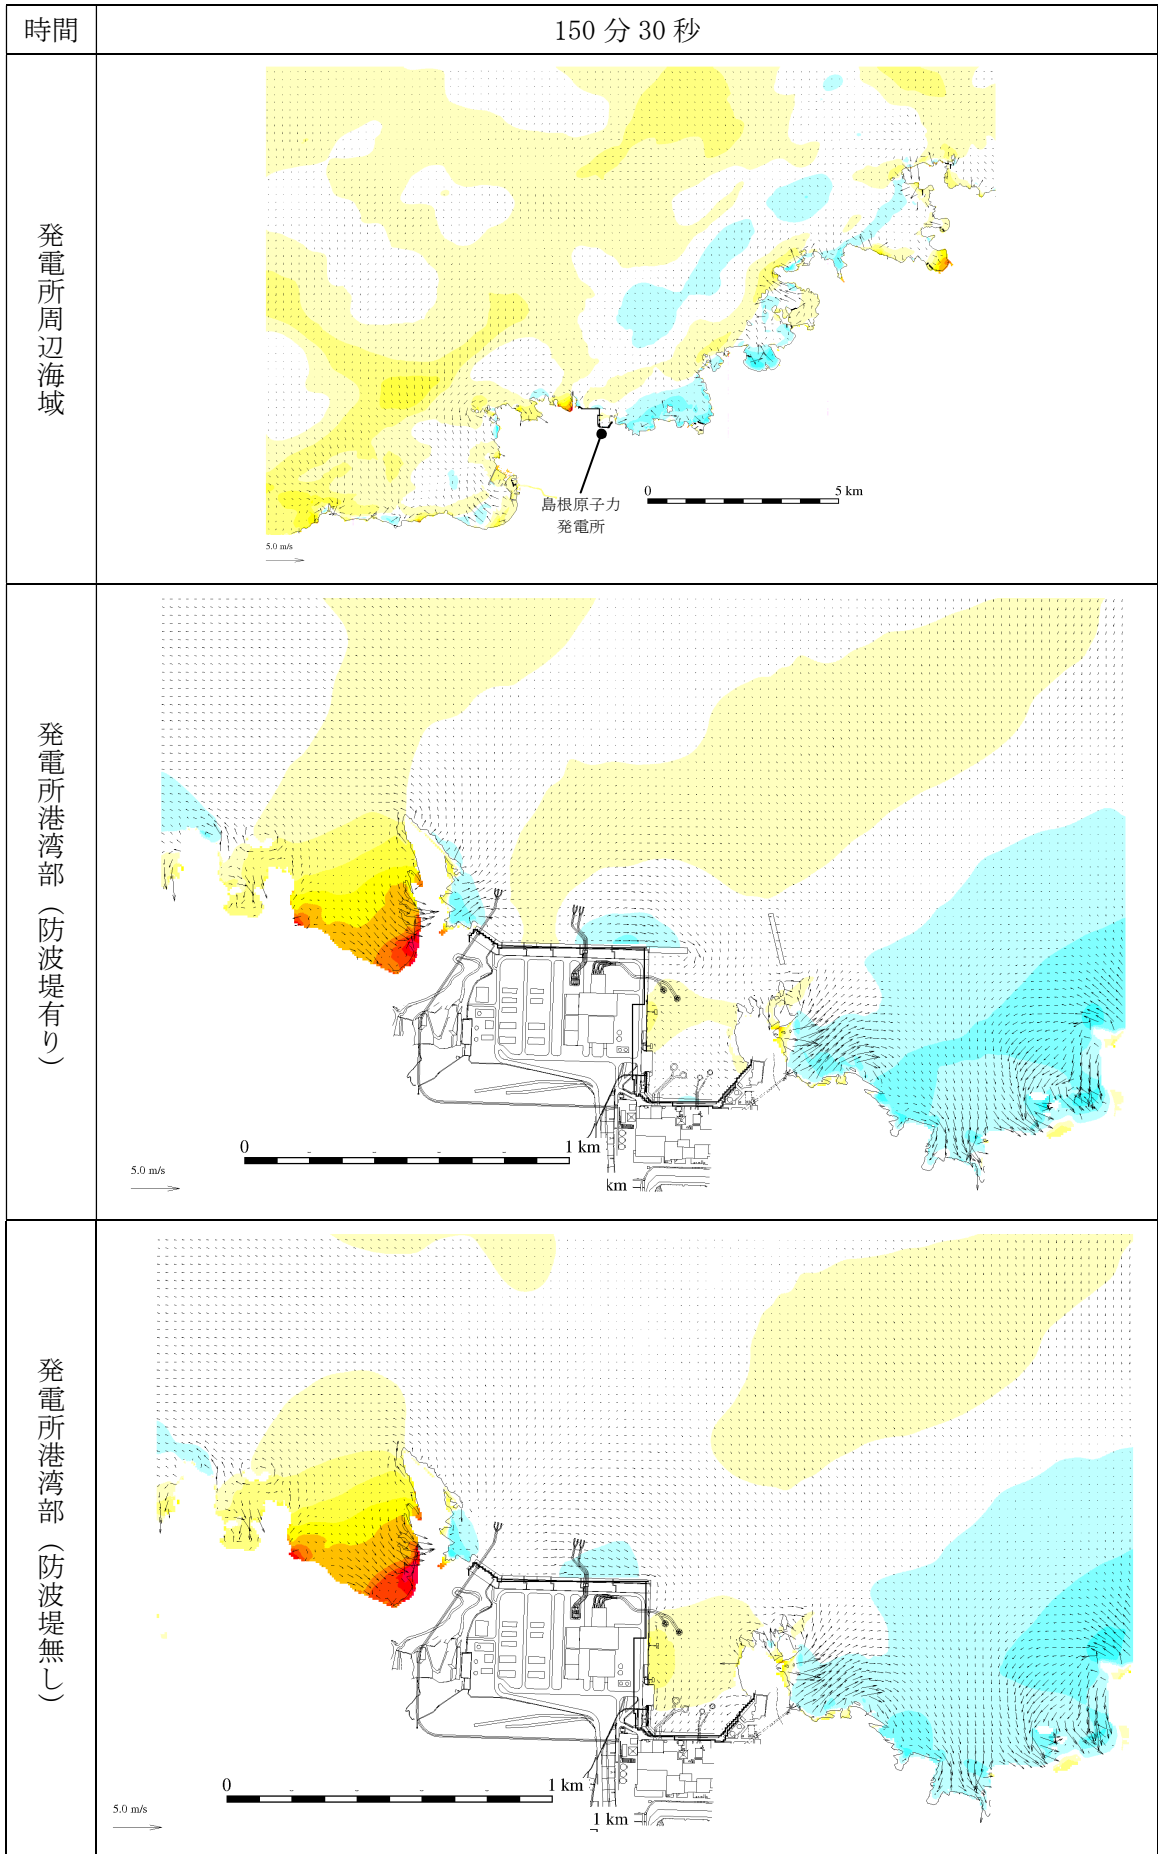 時間
150 分 30 秒
発電所周辺海域
島根原子力
発電所
0
5 km
5.0 m/s
発電所港湾部（防波堤有り）
0
1 km
km
5.0 m/s
発電所港湾部（防波堤無し）
0
1 km
1 km
5.0 m/s